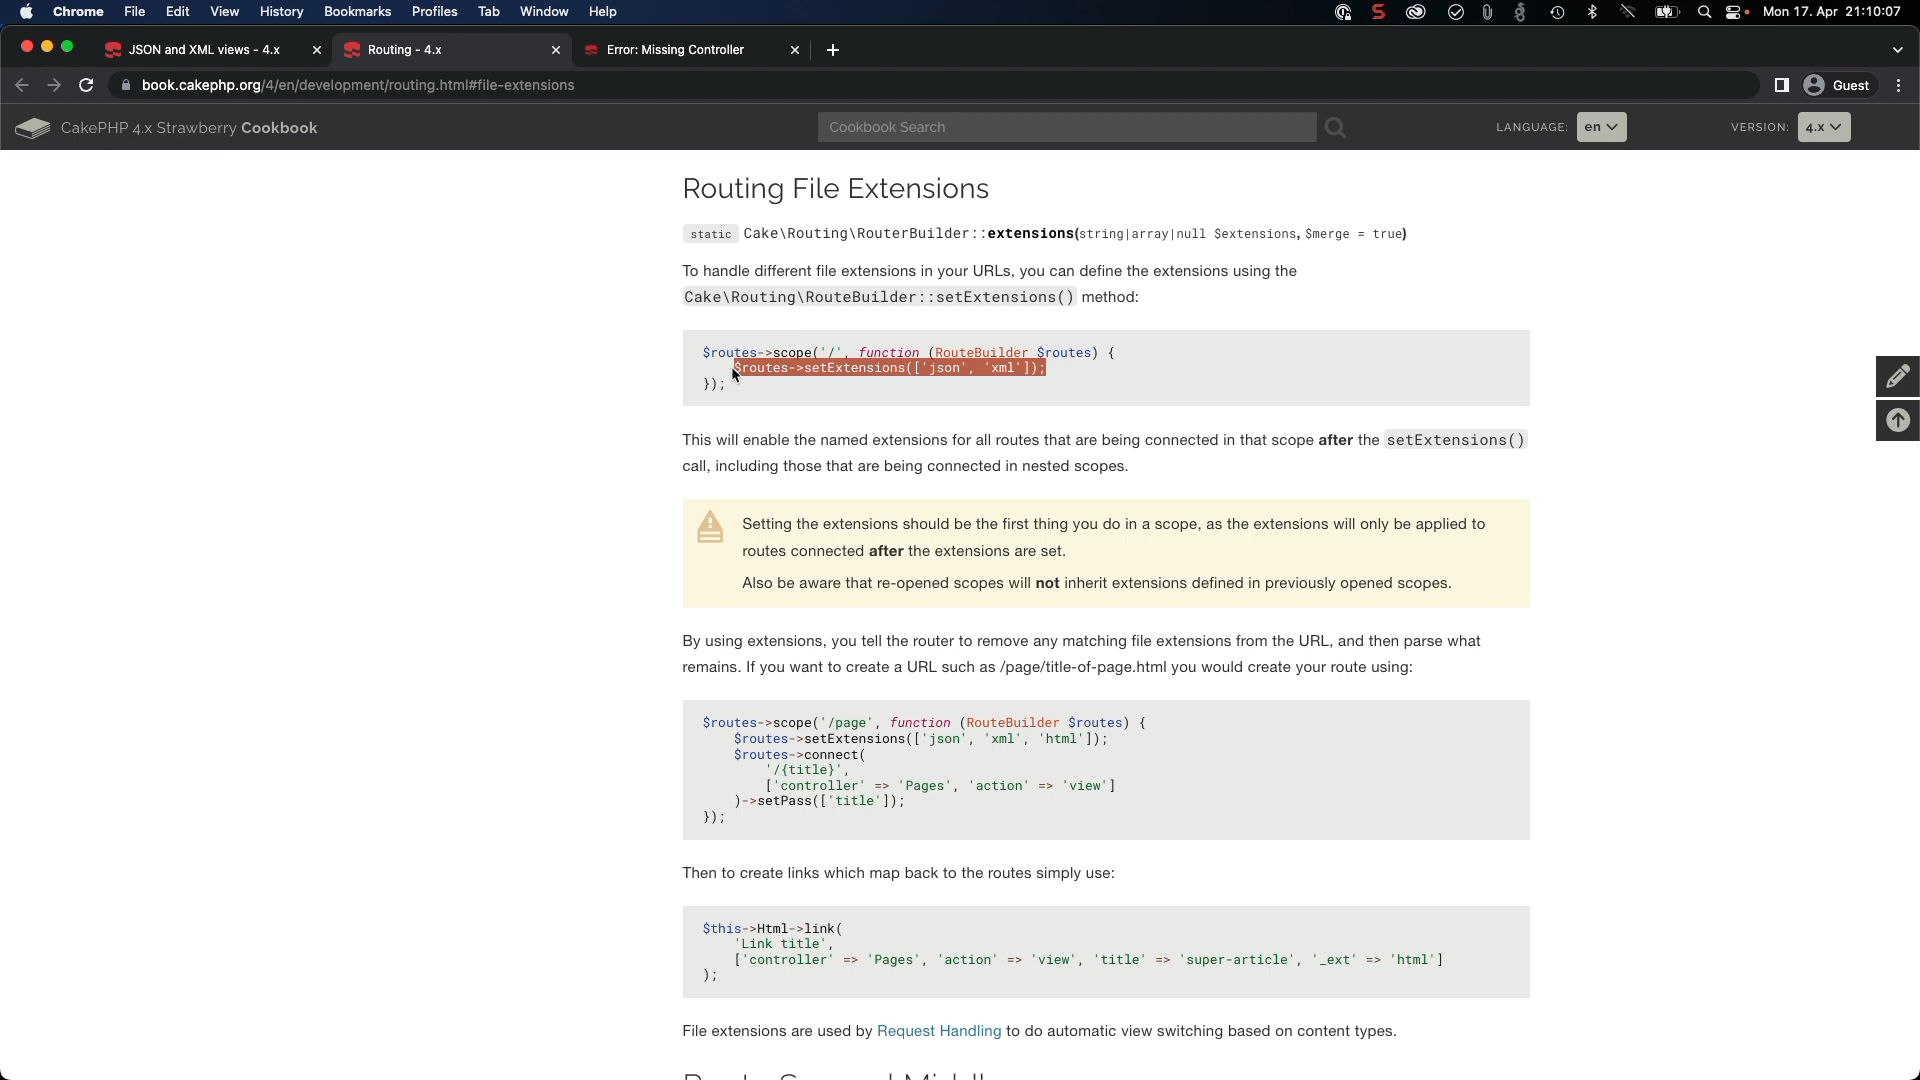 Chrome File Edit View History Bookmarks Profiles Tab Window Help Mon 17. Apr 21:10:07
JSON and XML views - 4.x Routing - 4.x Error: Missing Controller
book.cakephp.org/4/en/development/routing.html#file-extensions Guest
CakePHP 4.x Strawberry Cookbook Cookbook Search LANGUAGE: en VERSION: 4.x
Routing File Extensions
static Cake\Routing\RouterBuilder::extensions(string|array|null $extensions, $merge = true)
To handle different file extensions in your URLs, you can define the extensions using the
Cake\Routing\RouteBuilder::setExtensions() method:
$routes->scope('/', function (RouteBuilder $routes) {
$routes->setExtensions(['json', 'xml']);
});
This will enable the named extensions for all routes that are being connected in that scope after the setExtensions()
call, including those that are being connected in nested scopes.
Setting the extensions should be the first thing you do in a scope, as the extensions will only be applied to
routes connected after the extensions are set.
Also be aware that re-opened scopes will not inherit extensions defined in previously opened scopes.
By using extensions, you tell the router to remove any matching file extensions from the URL, and then parse what
remains. If you want to create a URL such as /page/title-of-page.html you would create your route using:
$routes->scope('/page', function (RouteBuilder $routes) {
$routes->setExtensions(['json', 'xml', 'html']);
$routes->connect(
'/{title}',
['controller' => 'Pages', 'action' => 'view']
)->setPass(['title']);
});
Then to create links which map back to the routes simply use:
$this->Html->link(
'Link title',
['controller' => 'Pages', 'action' => 'view', 'title' => 'super-article', '_ext' => 'html']
);
File extensions are used by Request Handling to do automatic view switching based on content types.